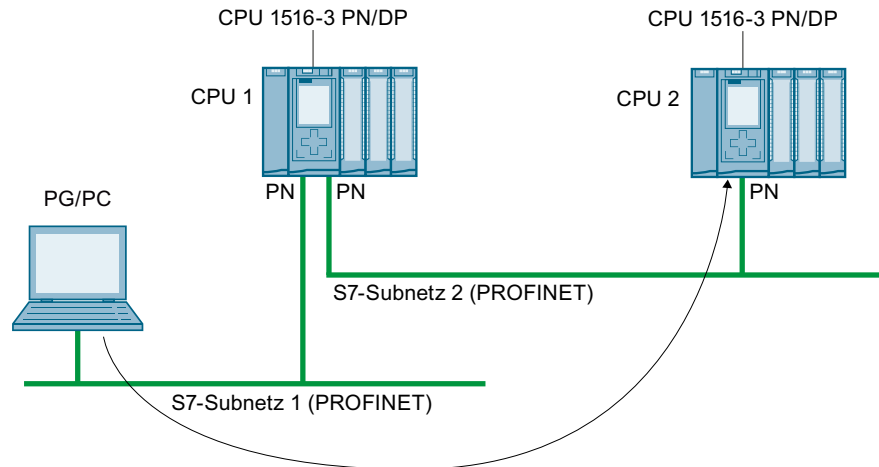 CPU 1516-3 PN/DP
CPU 1516-3 PN/DP
CPU 1
CPU 2
PN
PN
PN
PG/PC
S7-Subnetz 2 (PROFINET)
S7-Subnetz 1 (PROFINET)